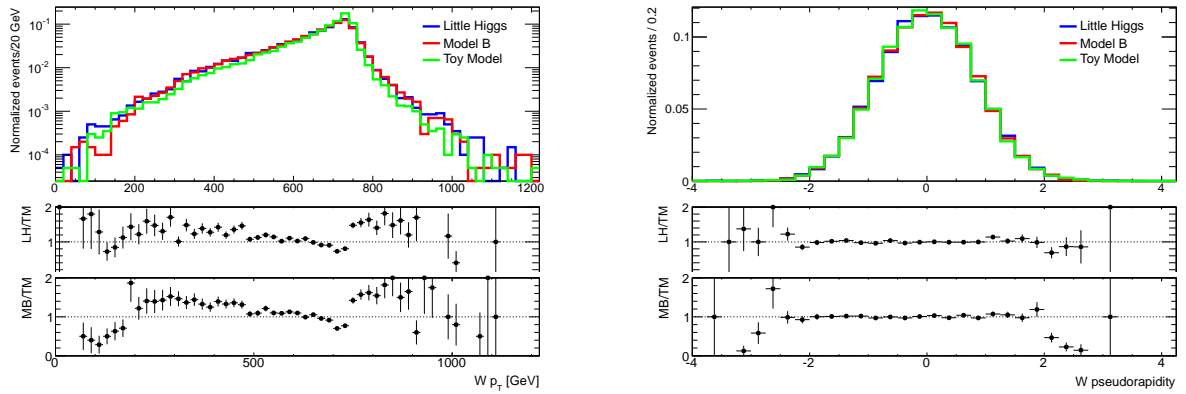 Normalized events/20 GeV
10⁻¹
10⁻²
10⁻³
10⁻⁴
Little Higgs
Model B
Toy Model
0 200 400 600 800 1000 1200
LH/TM
2
1
MB/TM
2
1
0
0 500 1000
W p_T [GeV]
Normalized events / 0.2
0.1
0.05
0
Little Higgs
Model B
Toy Model
-4 -2 0 2 4
LH/TM
2
1
MB/TM
2
1
0
-4 -2 0 2 4
W pseudorapidity